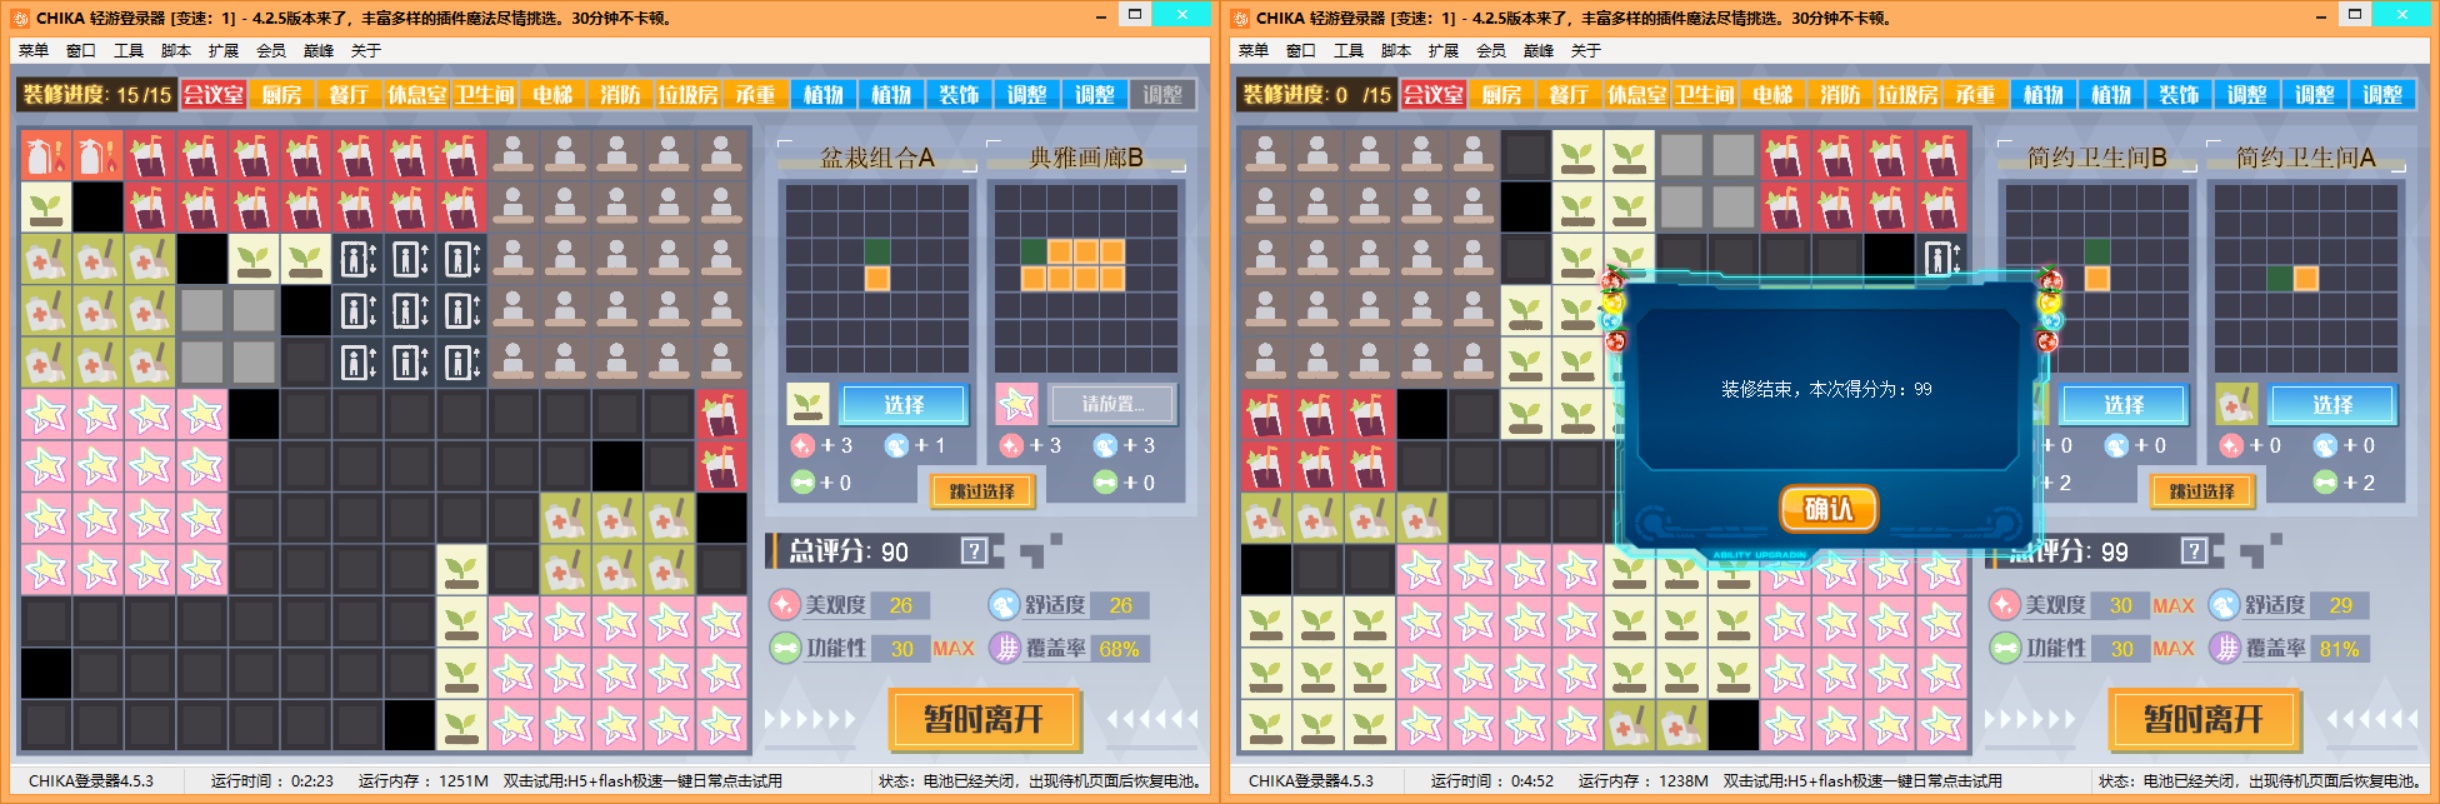 CHIKA 轻游登录器 [变速：1] - 4.2.5版本来了，丰富多样的插件魔法尽情挑选。30分钟不卡顿。
菜单 窗口 工具 脚本 扩展 会员 巅峰 关于
装修进度: 15 /15 会议室 厨房 餐厅 休息室 卫生间 电梯 消防 垃圾房 承重 植物 植物 装饰 调整 调整 调整
盆栽组合A 典雅画廊B
选择 请放置...
+ 3 + 1 + 3 + 3
+ 0 + 0
跳过选择
总评分: 90 ?
美观度 26 舒适度 26
功能性 30 MAX 覆盖率 68%
暂时离开
CHIKA登录器4.5.3 运行时间：0:2:23 运行内存：1251M 双击试用:H5+flash极速一键日常点击试用 状态：电池已经关闭，出现待机页面后恢复电池。
CHIKA 轻游登录器 [变速：1] - 4.2.5版本来了，丰富多样的插件魔法尽情挑选。30分钟不卡顿。
菜单 窗口 工具 脚本 扩展 会员 巅峰 关于
装修进度: 0 /15 会议室 厨房 餐厅 休息室 卫生间 电梯 消防 垃圾房 承重 植物 植物 装饰 调整 调整 调整
简约卫生间B 简约卫生间A
装修结束，本次得分为：99
确认
ABILITY UPGRADIN
选择 选择
+ 0 + 0 + 0 + 0
+ 2 + 2
跳过选择
总评分: 99 ?
美观度 30 MAX 舒适度 29
功能性 30 MAX 覆盖率 81%
暂时离开
CHIKA登录器4.5.3 运行时间：0:4:52 运行内存：1238M 双击试用:H5+flash极速一键日常点击试用 状态：电池已经关闭，出现待机页面后恢复电池。